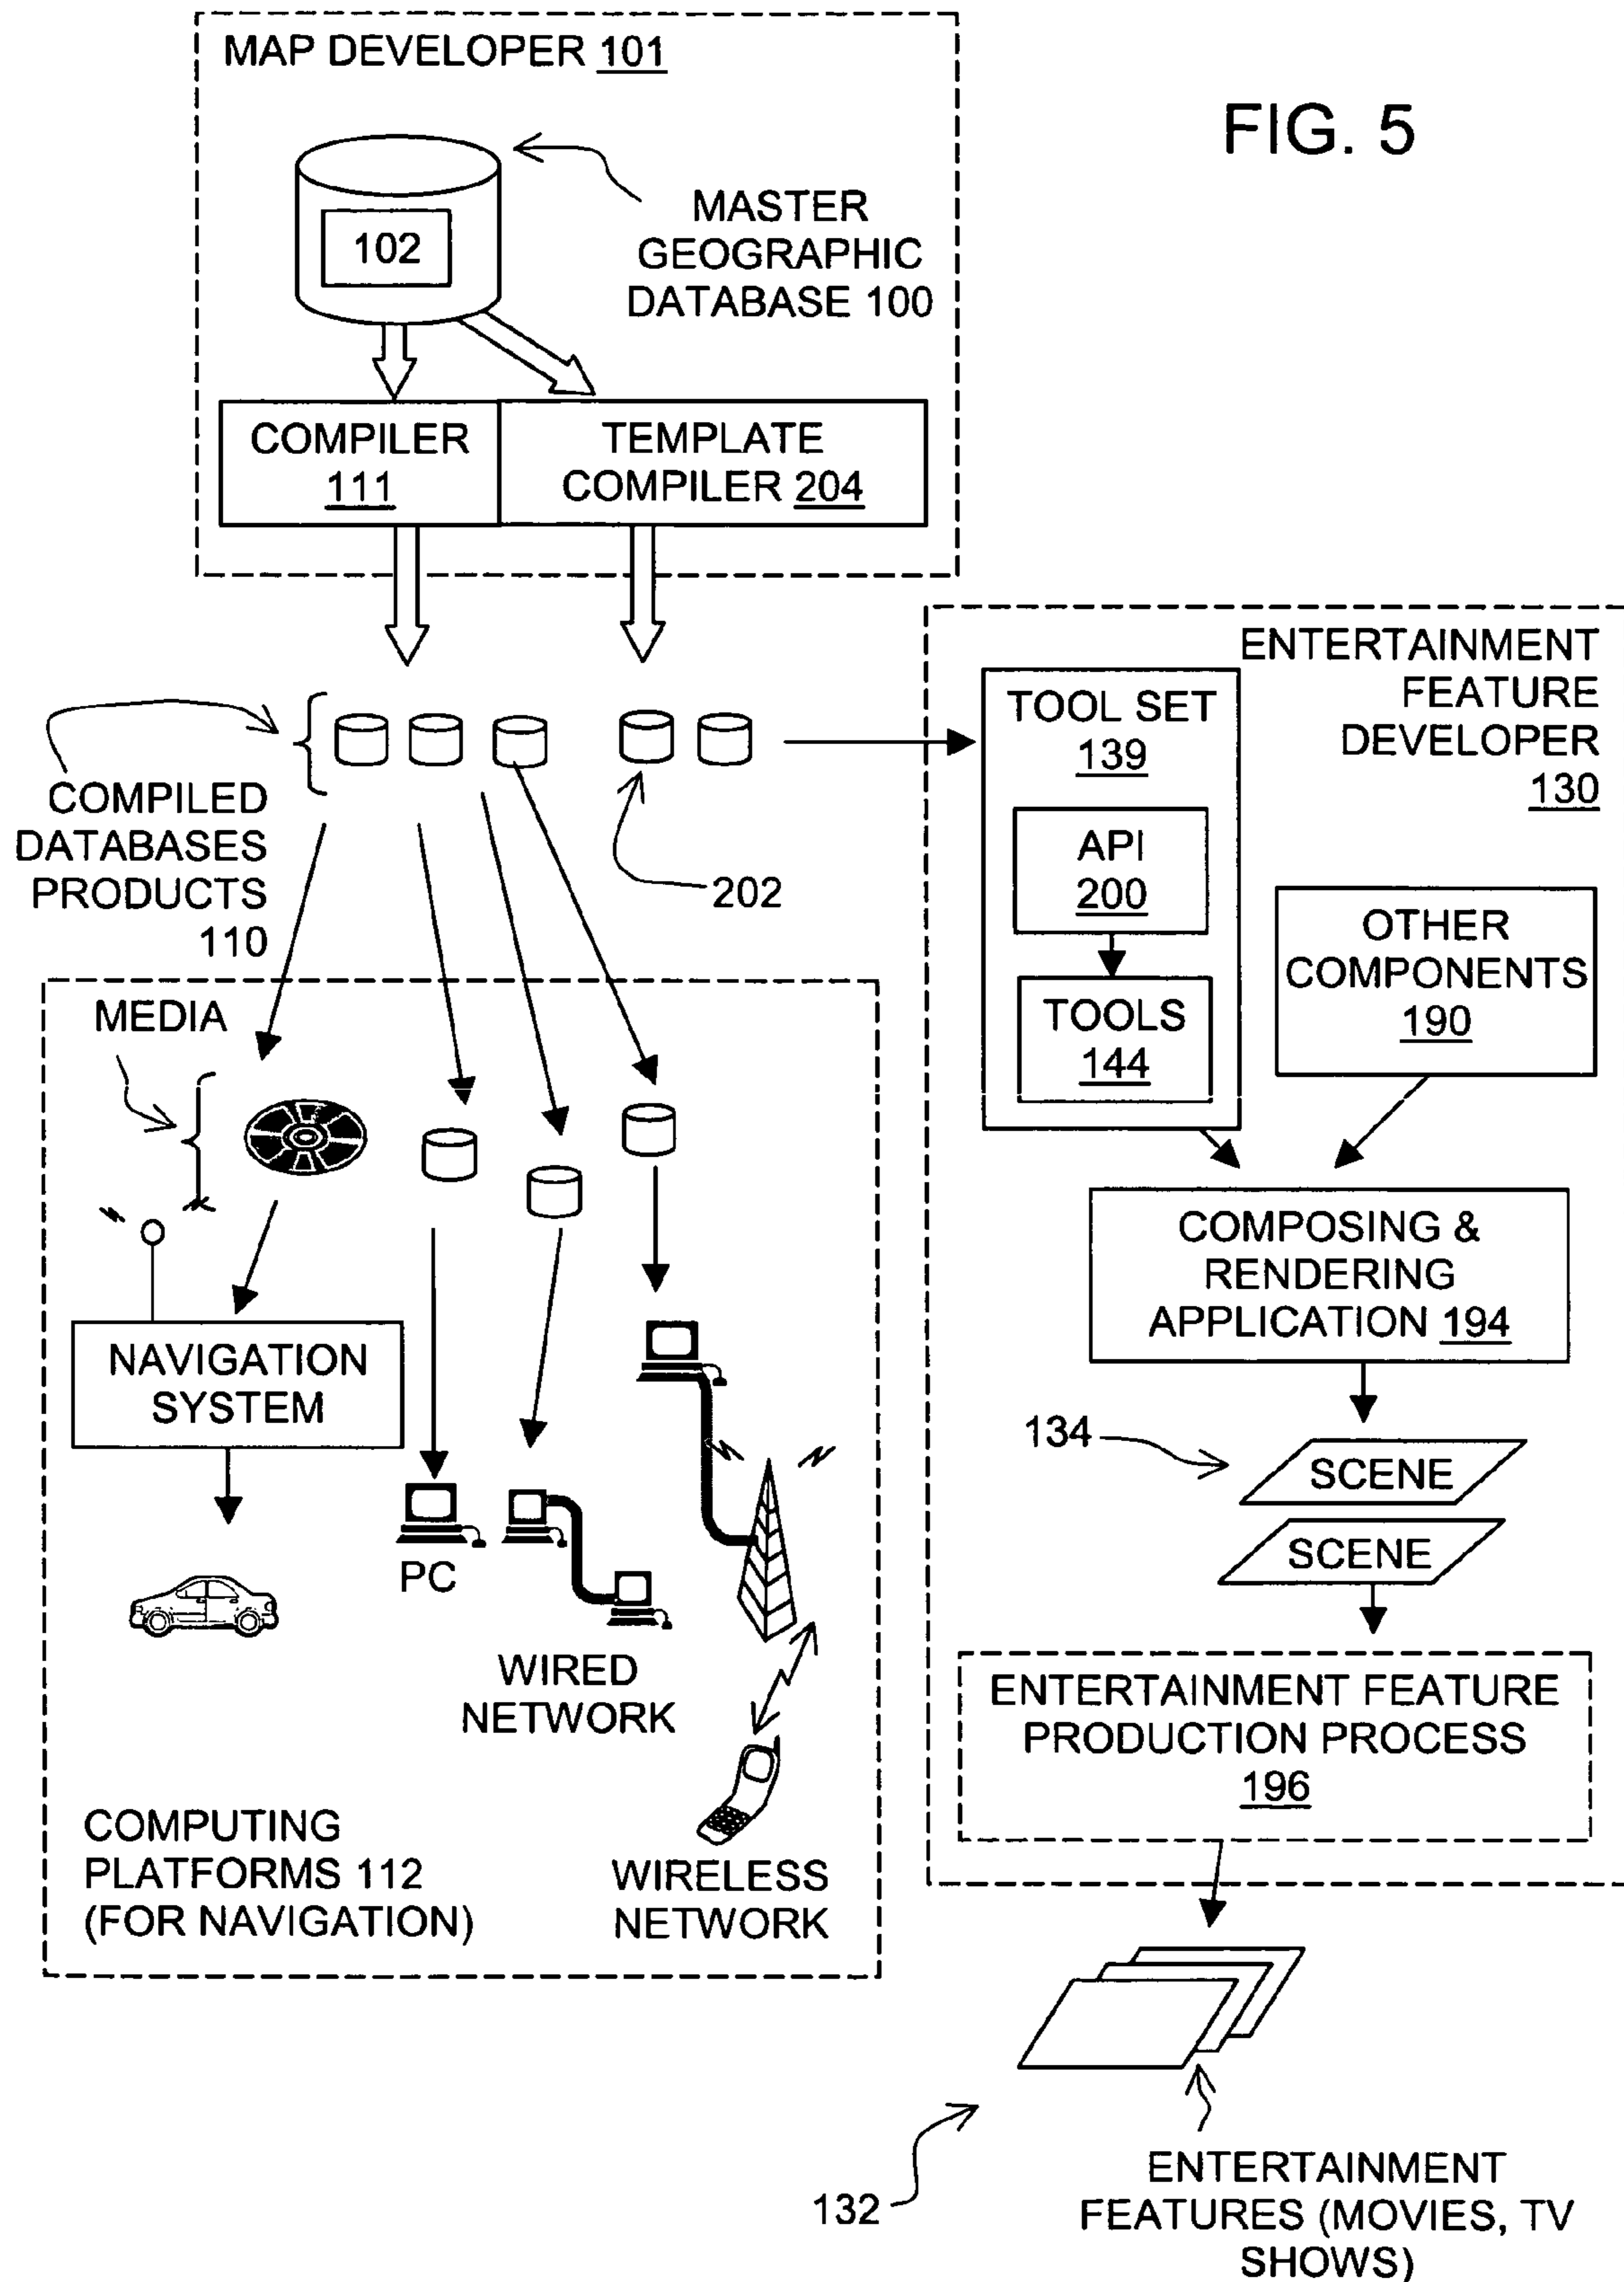 MAP DEVELOPER 101
FIG. 5
102
MASTER
GEOGRAPHIC
DATABASE 100
COMPILER
111
TEMPLATE
COMPILER 204
COMPILED
DATABASES
PRODUCTS
110
202
ENTERTAINMENT
FEATURE
DEVELOPER
130
TOOL SET
139
API
200
TOOLS
144
OTHER
COMPONENTS
190
COMPOSING &
RENDERING
APPLICATION 194
134
SCENE
SCENE
ENTERTAINMENT FEATURE
PRODUCTION PROCESS
196
MEDIA
NAVIGATION
SYSTEM
PC
WIRED
NETWORK
WIRELESS
NETWORK
COMPUTING
PLATFORMS 112
(FOR NAVIGATION)
132
ENTERTAINMENT
FEATURES (MOVIES, TV
SHOWS)